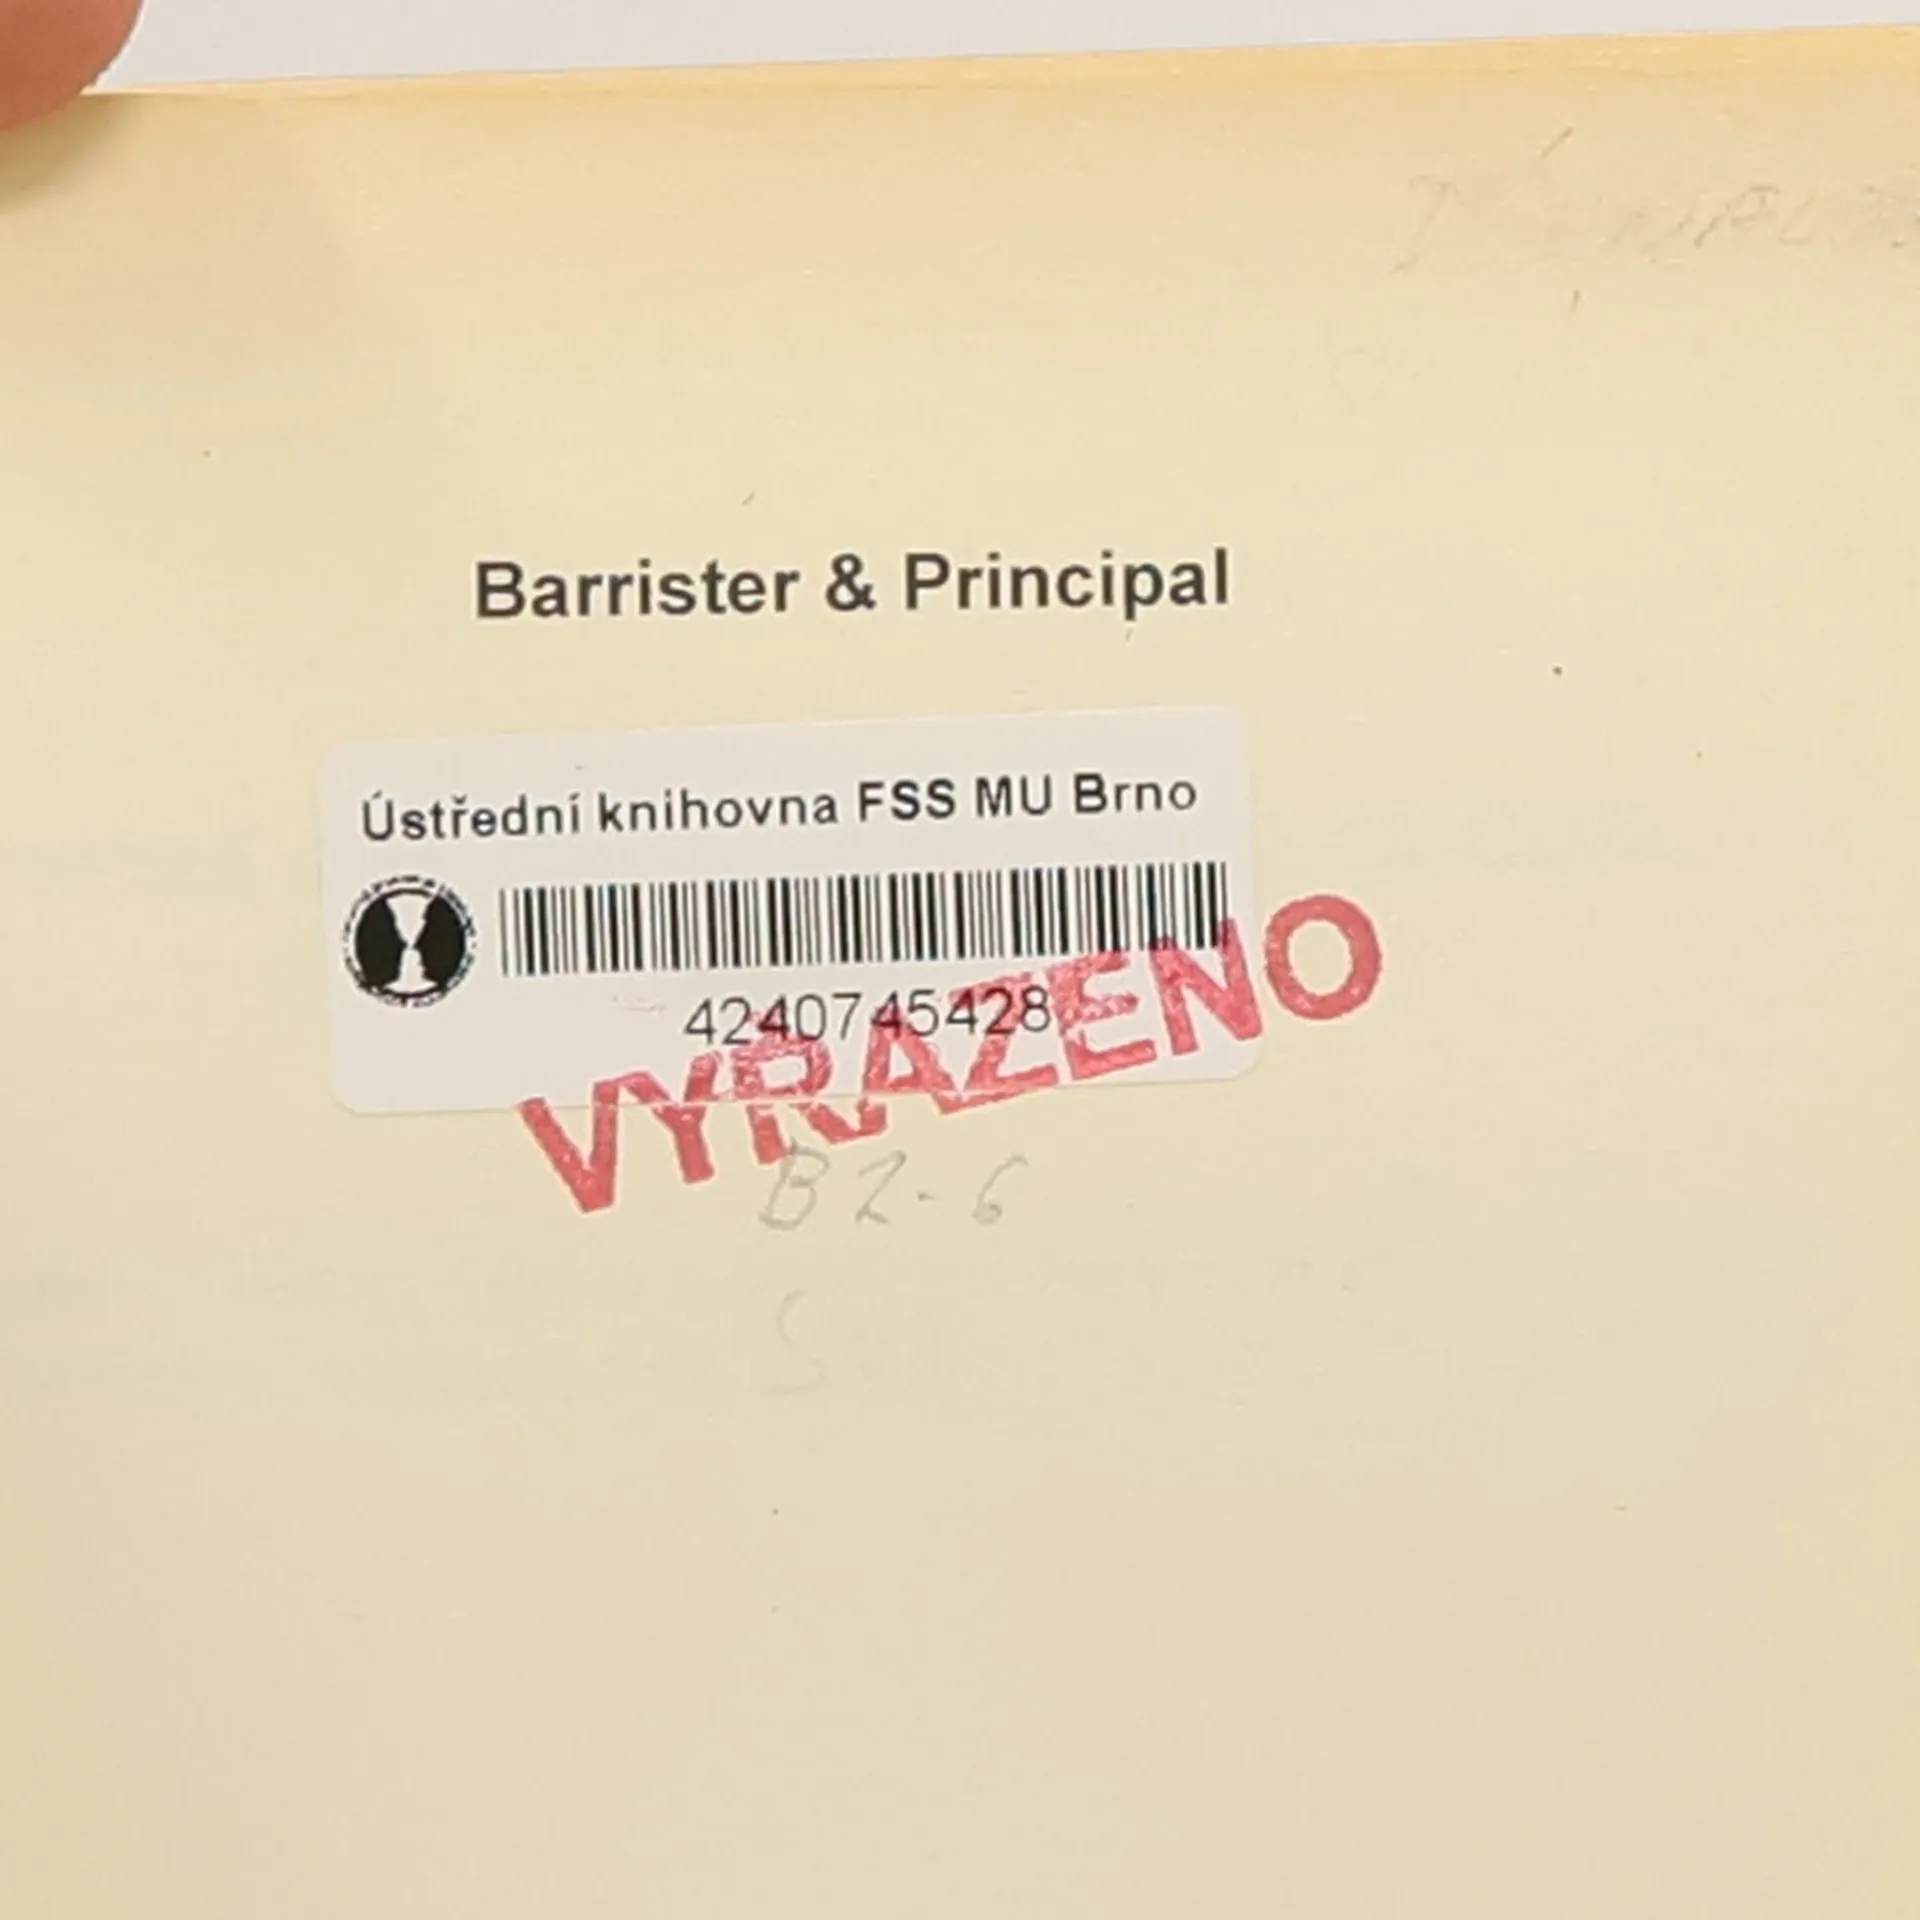 Barrister & Principal
Ústřední knihovna FSS MU Brno
4240745428
VYŘAZENO
B2-6